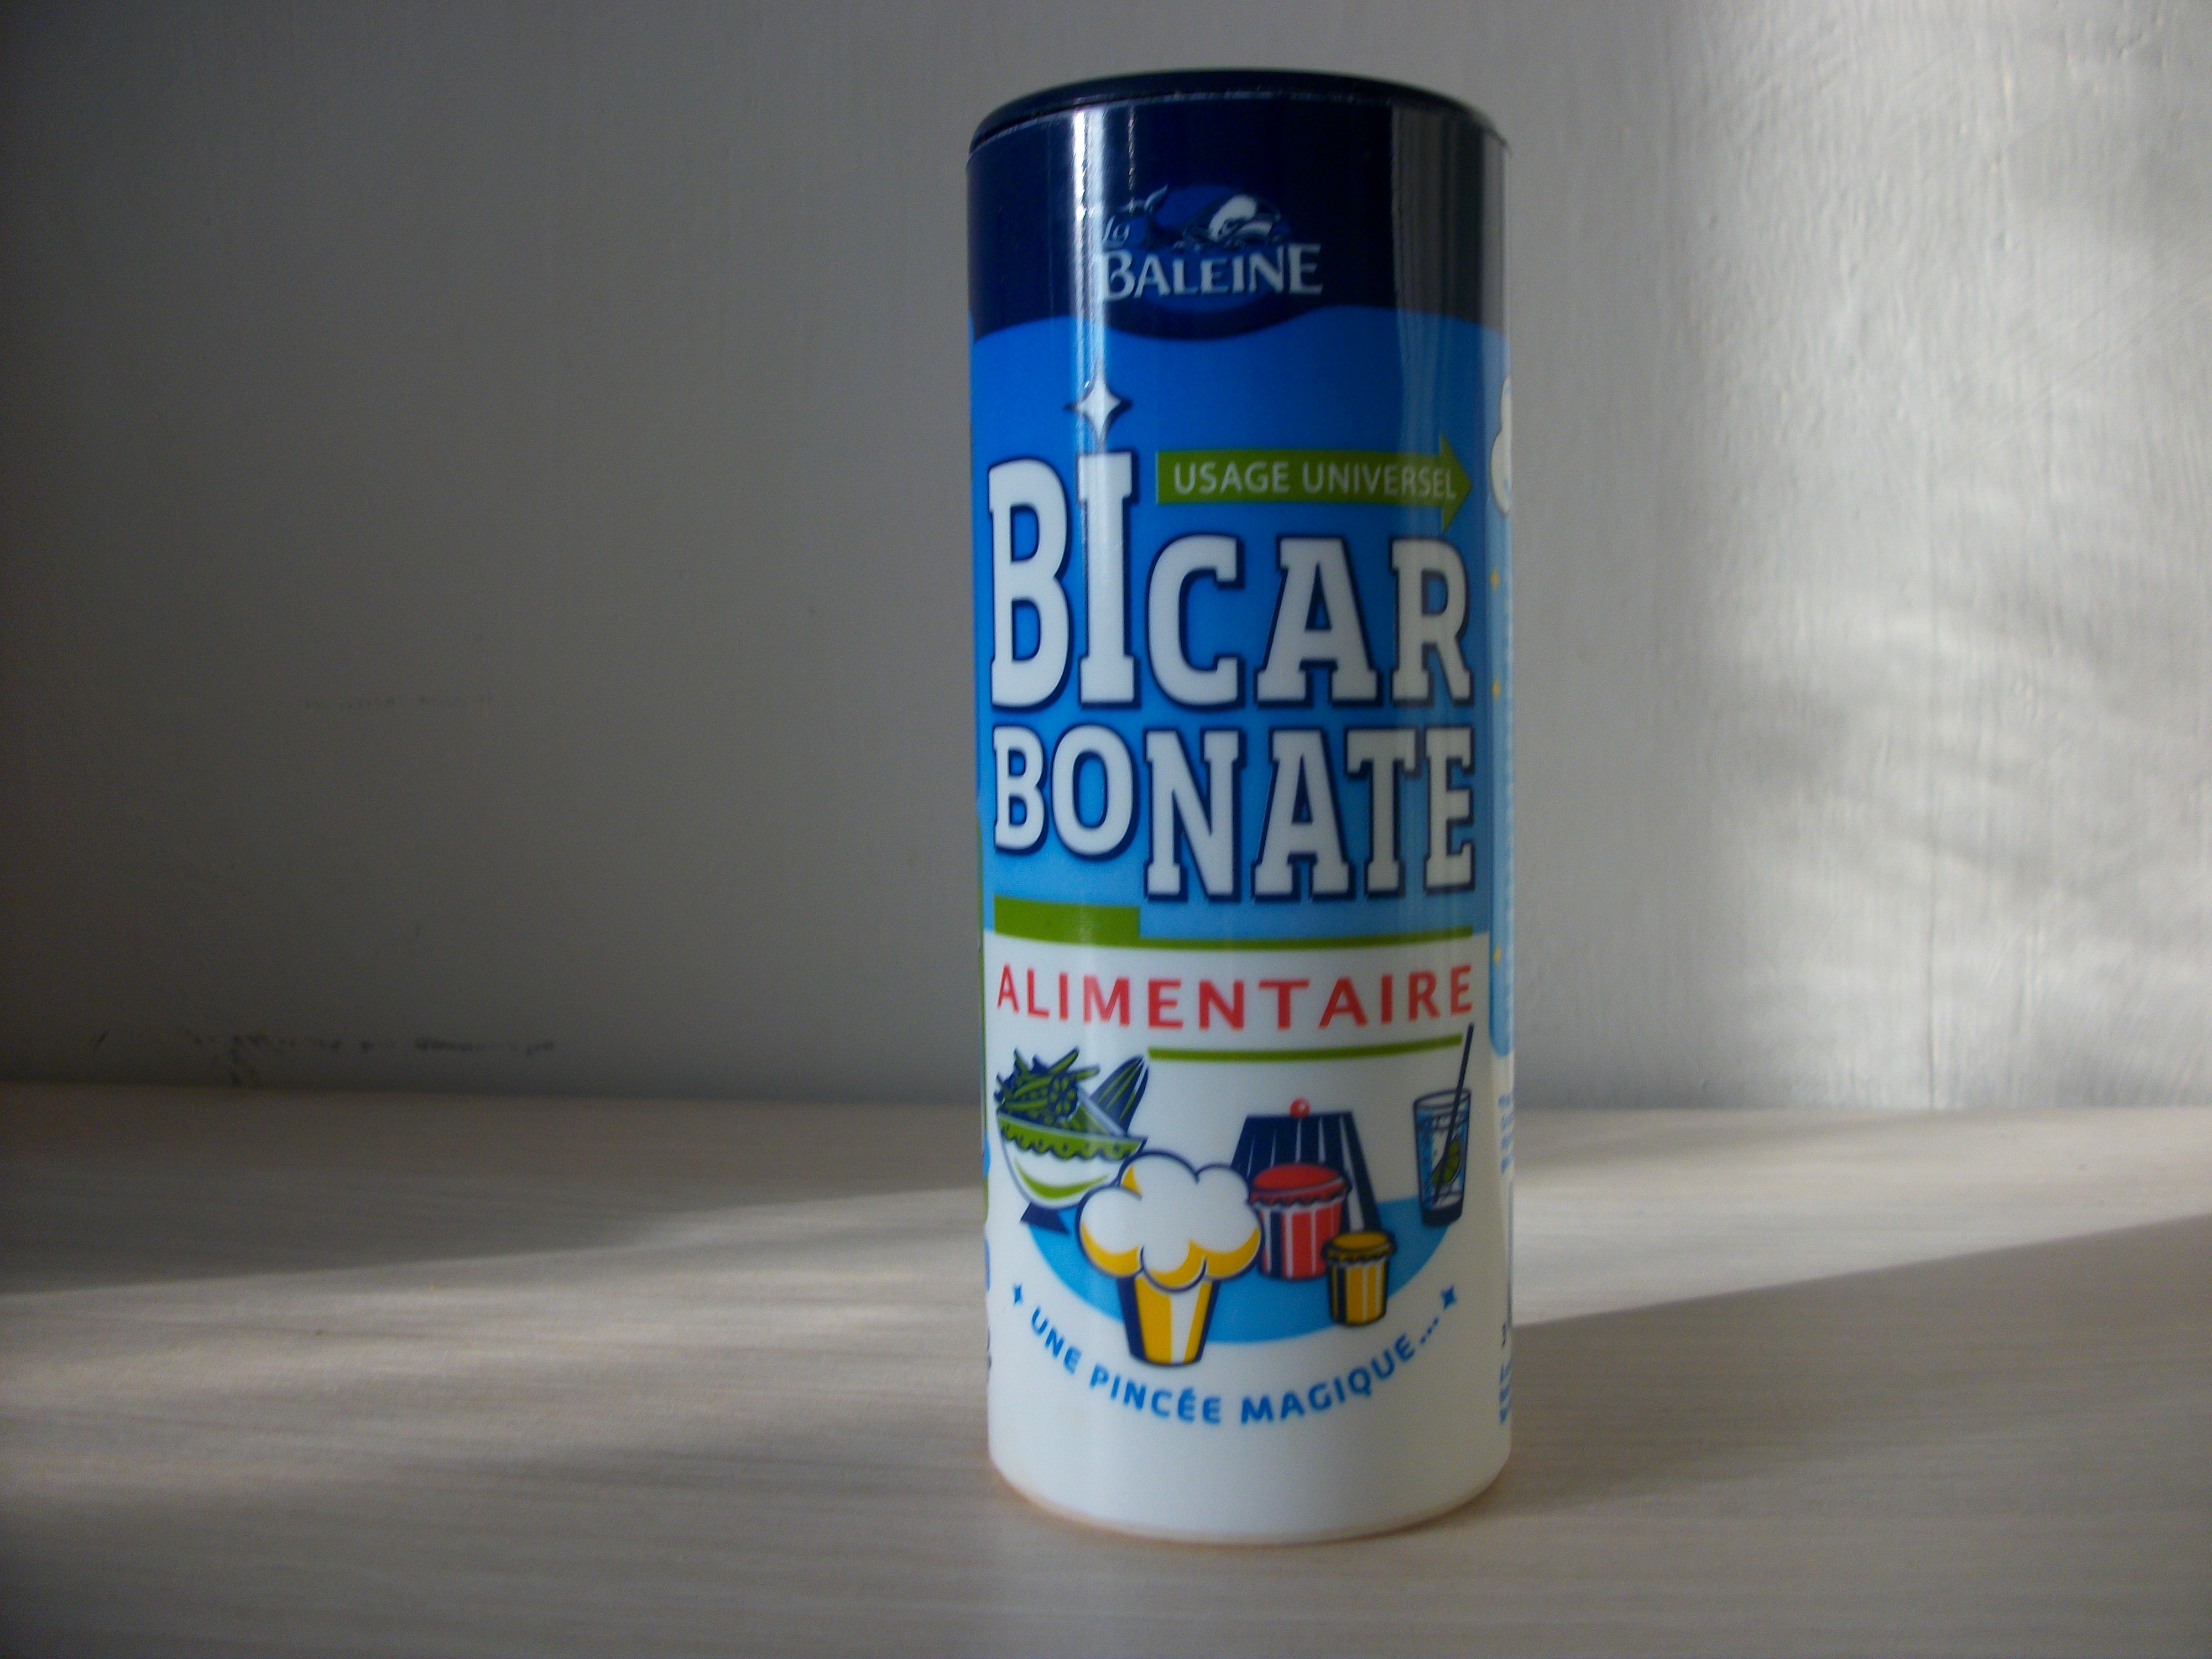 La
BALEINE
USAGE UNIVERSEL
BICAR
BONATE
ALIMENTAIRE
UNE PINCÉE MAGIQUE...